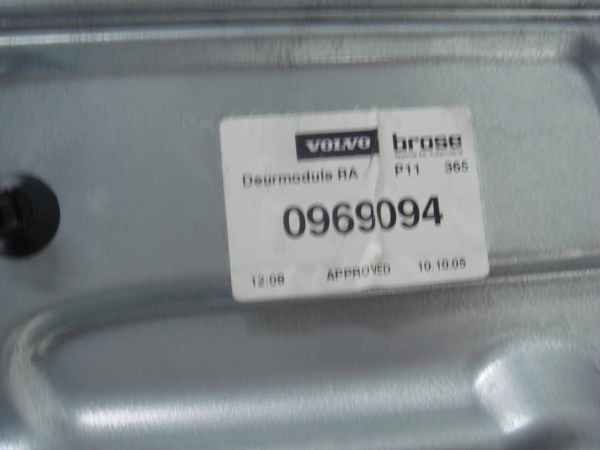 VOLVO brose
Deurmodule RA P11 365
0969094
12:08 APPROVED 10.10.05